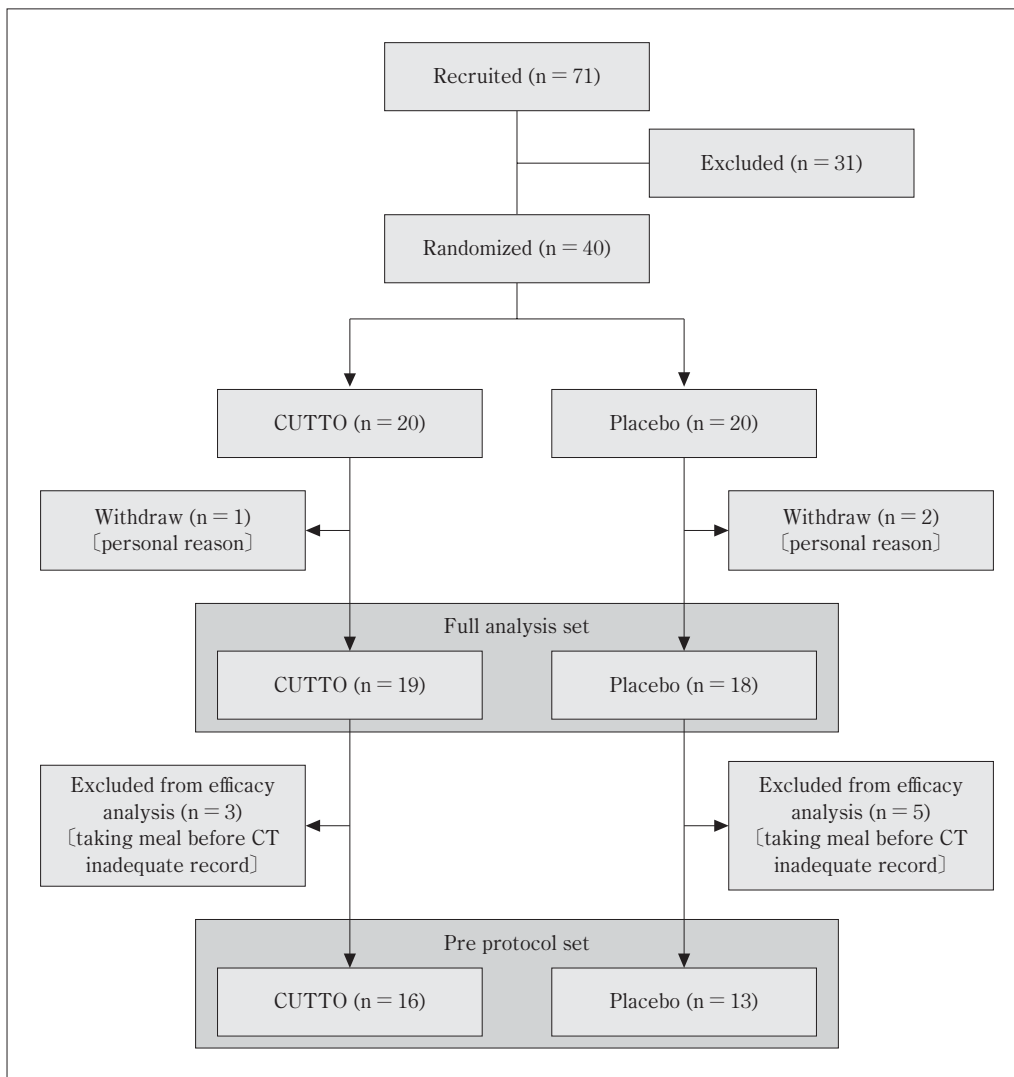 Recruited (n = 71)
Excluded (n = 31)
Randomized (n = 40)
CUTTO (n = 20)
Placebo (n = 20)
Withdraw (n = 1)
〔personal reason〕
Withdraw (n = 2)
〔personal reason〕
Full analysis set
CUTTO (n = 19)
Placebo (n = 18)
Excluded from efficacy
analysis (n = 3)
〔taking meal before CT
inadequate record〕
Excluded from efficacy
analysis (n = 5)
〔taking meal before CT
inadequate record〕
Pre protocol set
CUTTO (n = 16)
Placebo (n = 13)